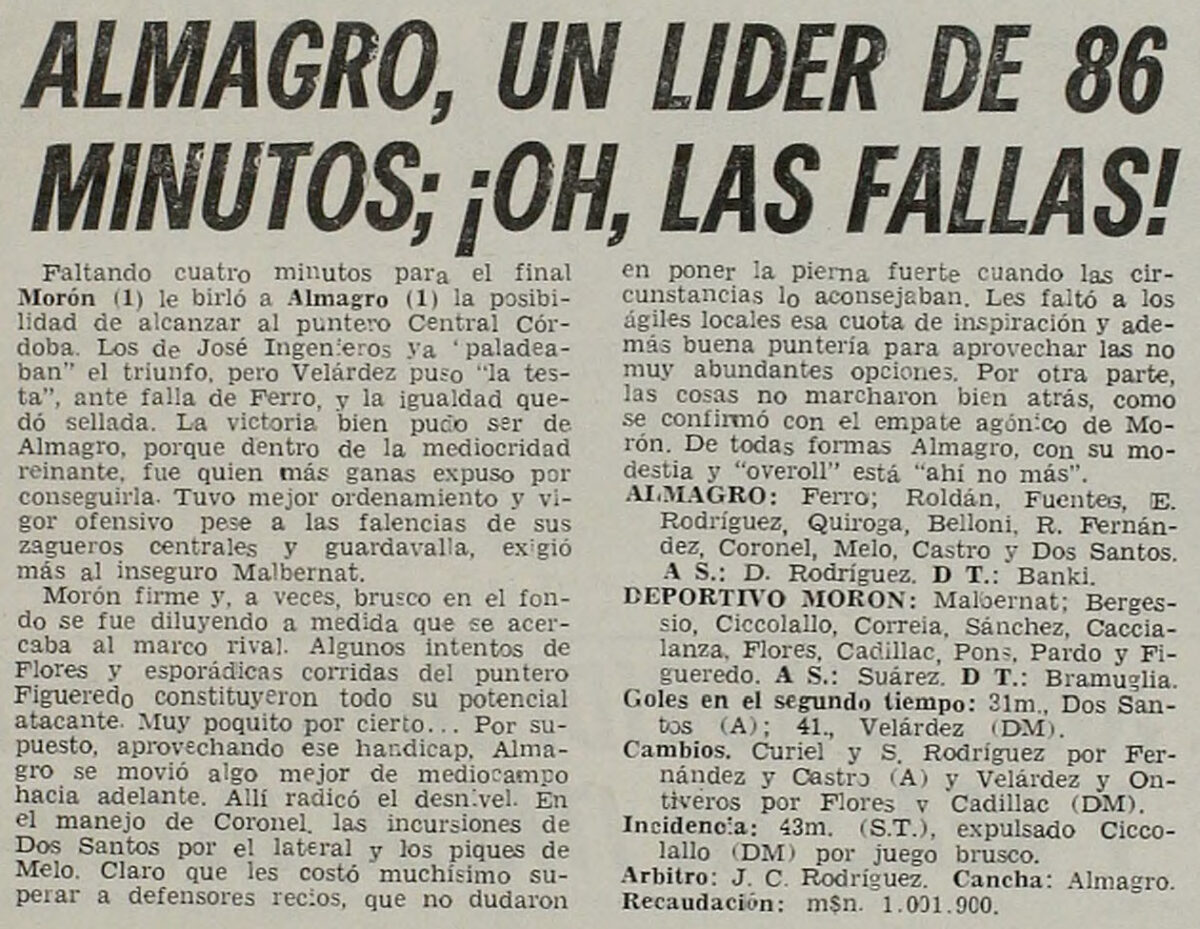 ALMAGRO, UN LIDER DE 86
MINUTOS; ¡OH, LAS FALLAS!
Faltando cuatro minutos para el final
Morón (1) le birló a Almagro (1) la posibi-
lidad de alcanzar al puntero Central Cór-
doba. Los de José Ingenieros ya 'paladea-
ban" el triunfo, pero Velárdez puso "la tes-
ta", ante falla de Ferro, y la igualdad que-
dó sellada. La victoria bien pudo ser de
Almagro, porque dentro de la mediocridad
reinante, fue quien más ganas expuso por
conseguirla. Tuvo mejor ordenamiento y vi-
gor ofensivo pese a las falencias de sus
zagueros centrales y guardavalla, exigió
más al inseguro Malbernat.
Morón firme y, a veces, brusco en el fon-
do se fue diluyendo a medida que se acer-
caba al marco rival. Algunos intentos de
Flores y esporádicas corridas del puntero
Figueredo constituyeron todo su potencial
atacante. Muy poquito por cierto... Por su-
puesto, aprovechando ese handicap, Alma-
gro se movió algo mejor de mediocampo
hacia adelante. Allí radicó el desnivel. En
el manejo de Coronel, las incursiones de
Dos Santos por el lateral y los piques de
Melo. Claro que les costó muchísimo su-
perar a defensores recios, que no dudaron
en poner la pierna fuerte cuando las cir-
cunstancias lo aconsejaban. Les faltó a los
ágiles locales esa cuota de inspiración y ade-
más buena puntería para aprovechar las no
muy abundantes opciones. Por otra parte,
las cosas no marcharon bien atrás, como
se confirmó con el empate agónico de Mo-
rón. De todas formas Almagro, con su mo-
destia y "overoll" está "ahí no más".
ALMAGRO: Ferro; Roldán, Fuentes, E.
Rodríguez, Quiroga, Belloni, R. Fernán-
dez, Coronel, Melo, Castro y Dos Santos.
A S.: D. Rodríguez. D T.: Banki.
DEPORTIVO MORON: Malbernat; Berges-
sio, Ciccolallo, Correia, Sánchez, Caccia-
lanza, Flores, Cadillac, Pons, Pardo y Fi-
gueredo. A S.: Suárez. D T.: Bramuglia.
Goles en el segundo tiempo: 31m., Dos San-
tos (A); 41., Velárdez (DM).
Cambios. Curiel y S. Rodríguez por Fer-
nández y Castro (A) y Velárdez y On-
tiveros por Flores y Cadillac (DM).
Incidencia: 43m. (S.T.), expulsado Cicco-
lallo (DM) por juego brusco.
Arbitro: J. C. Rodríguez. Cancha: Almagro.
Recaudación: m$n. 1.001.900.